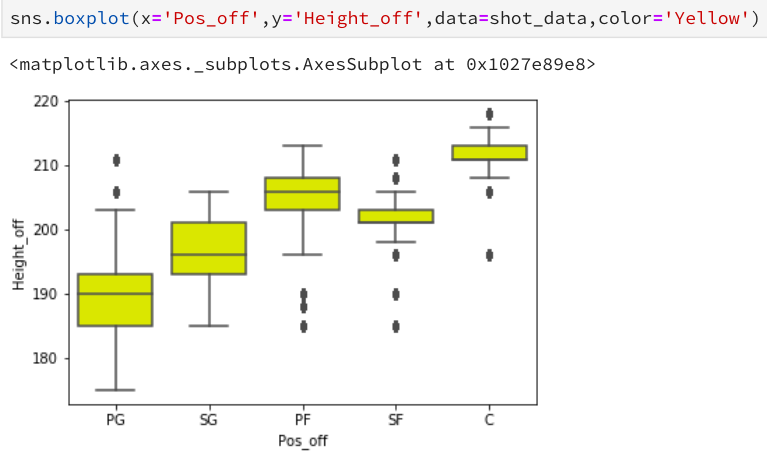 sns.boxplot(x='Pos_off',y='Height_off',data=shot_data,color='Yellow')
<matplotlib.axes._subplots.AxesSubplot at 0x1027e89e8>
220
210
200
190
180
Height_off
PG SG PF SF C
Pos_off